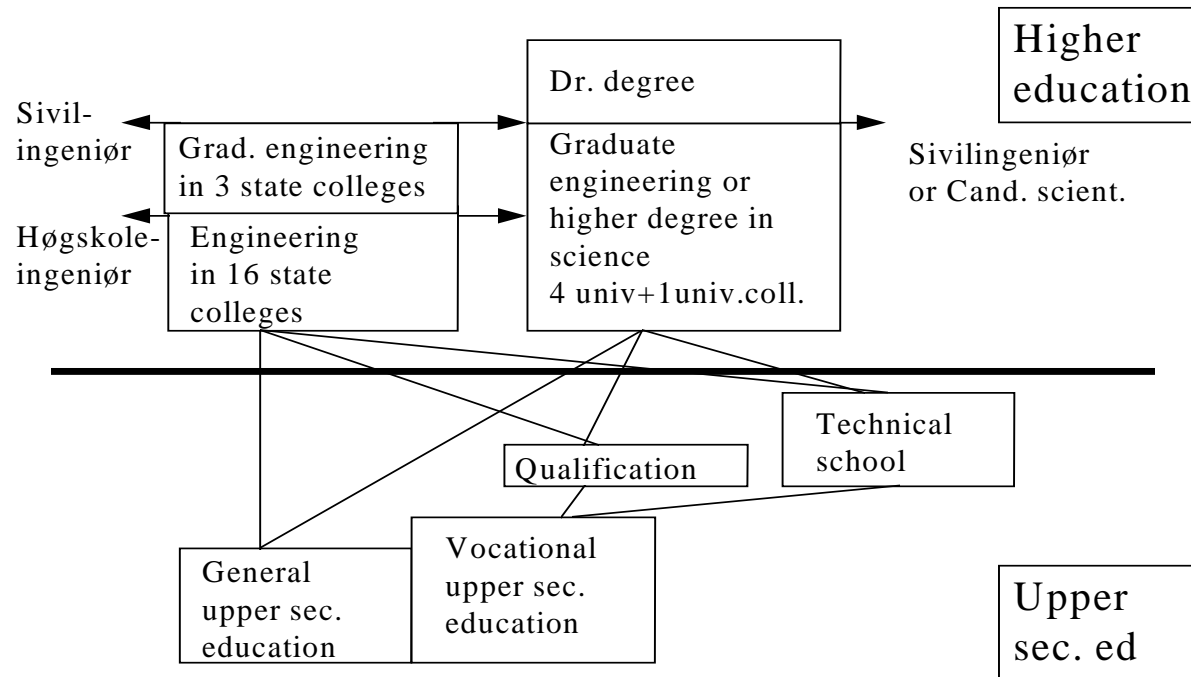 Higher
education
Dr. degree
Sivil-
ingeniør
Grad. engineering
in 3 state colleges
Graduate
engineering or
higher degree in
science
4 univ+1univ.coll.
Sivilingeniør
or Cand. scient.
Høgskole-
ingeniør
Engineering
in 16 state
colleges
Technical
school
Qualification
General
upper sec.
education
Vocational
upper sec.
education
Upper
sec. ed